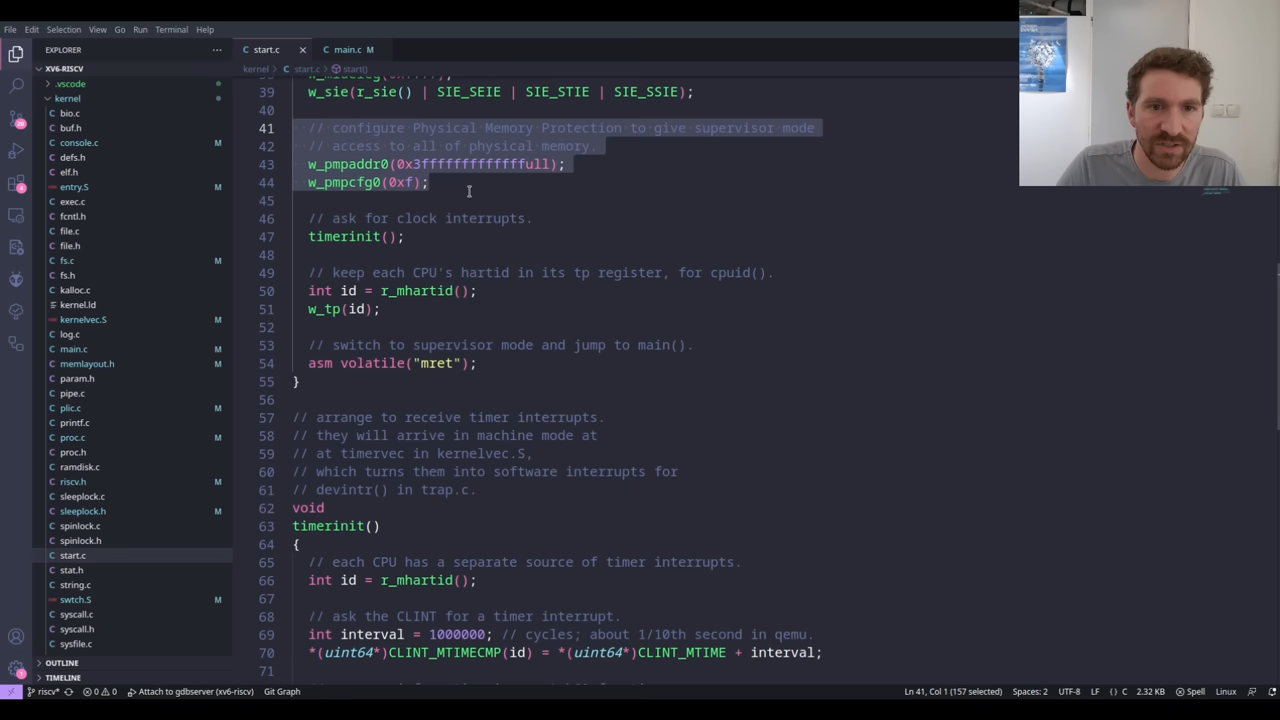 File Edit Selection View Go Run Terminal Help
EXPLORER ···
start.c × main.c M
XV6-RISCV
kernel > C start.c > start()
.vscode
kernel
bio.c
buf.h
console.c M
defs.h
elf.h
entry.S M
exec.c
fcntl.h
file.c
file.h
fs.c M
fs.h
kalloc.c
kernel.ld
kernelvec.S M
log.c
main.c M
memlayout.h M
param.h
pipe.c
plic.c M
printf.c
proc.c M
proc.h
ramdisk.c
riscv.h M
sleeplock.c
sleeplock.h M
spinlock.c
spinlock.h
start.c
stat.h
string.c
swtch.S M
syscall.c
syscall.h
sysfile.c
OUTLINE
TIMELINE
39 w_sie(r_sie() | SIE_SEIE | SIE_STIE | SIE_SSIE);
40
41 // configure Physical Memory Protection to give supervisor mode
42 // access to all of physical memory.
43 w_pmpaddr0(0x3fffffffffffffull);
44 w_pmpcfg0(0xf);
45
46 // ask for clock interrupts.
47 timerinit();
48
49 // keep each CPU's hartid in its tp register, for cpuid().
50 int id = r_mhartid();
51 w_tp(id);
52
53 // switch to supervisor mode and jump to main().
54 asm volatile("mret");
55 }
56
57 // arrange to receive timer interrupts.
58 // they will arrive in machine mode at
59 // at timervec in kernelvec.S,
60 // which turns them into software interrupts for
61 // devintr() in trap.c.
62 void
63 timerinit()
64 {
65 // each CPU has a separate source of timer interrupts.
66 int id = r_mhartid();
67
68 // ask the CLINT for a timer interrupt.
69 int interval = 1000000; // cycles; about 1/10th second in qemu.
70 *(uint64*)CLINT_MTIMECMP(id) = *(uint64*)CLINT_MTIME + interval;
71
riscv* 0 0 Attach to gdbserver (xv6-riscv) Git Graph Ln 41, Col 1 (157 selected) Spaces: 2 UTF-8 LF {} C 2.32 KB Spell Linux